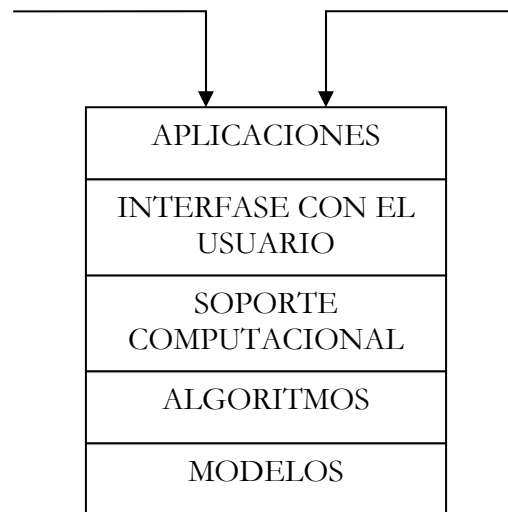 APLICACIONES
INTERFASE CON EL
USUARIO
SOPORTE
COMPUTACIONAL
ALGORITMOS
MODELOS